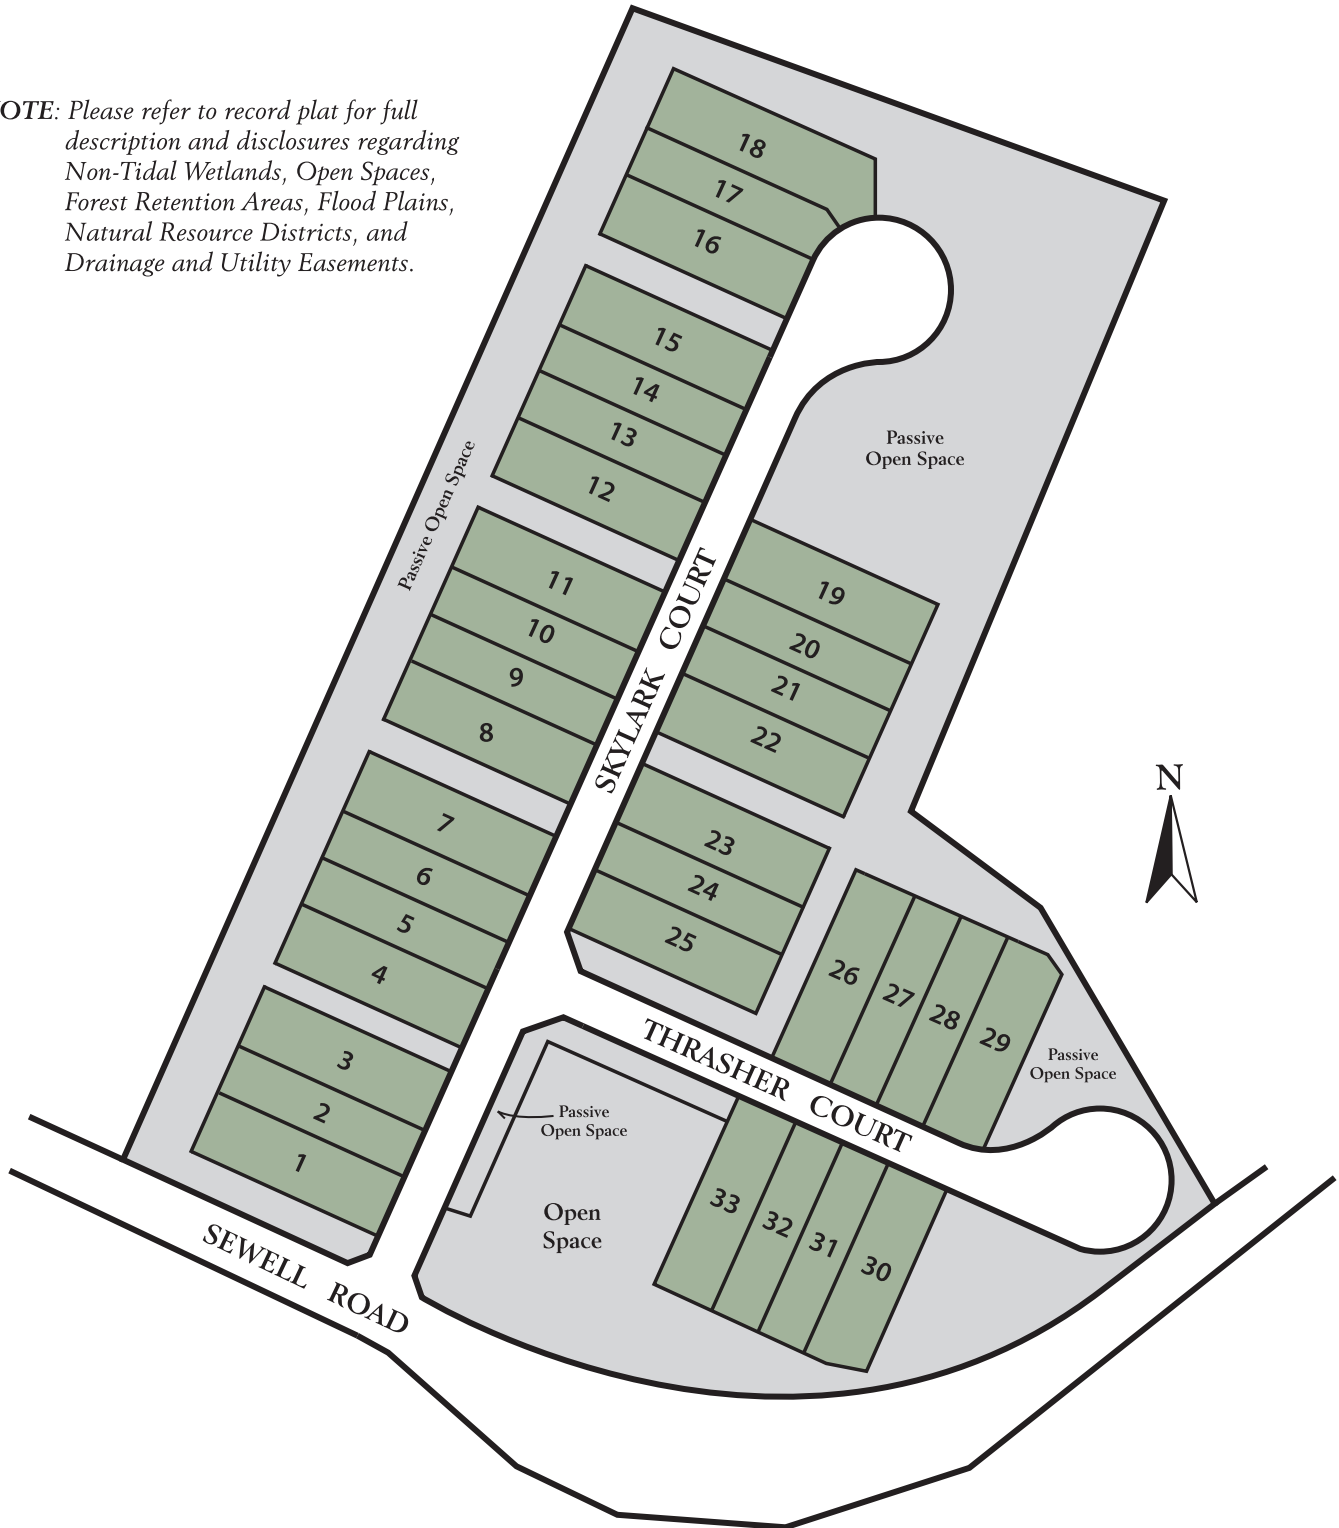 OTE: Please refer to record plat for full
description and disclosures regarding
Non-Tidal Wetlands, Open Spaces,
Forest Retention Areas, Flood Plains,
Natural Resource Districts, and
Drainage and Utility Easements.
18
17
16
15
14
13
12
11
10
9
8
7
6
5
4
3
2
1
Passive Open Space
Passive
Open Space
SKYLARK COURT
19
20
21
22
23
24
25
26
27
28
29
N
Passive
Open Space
THRASHER COURT
Passive
Open Space
Open
Space
33
32
31
30
SEWELL ROAD